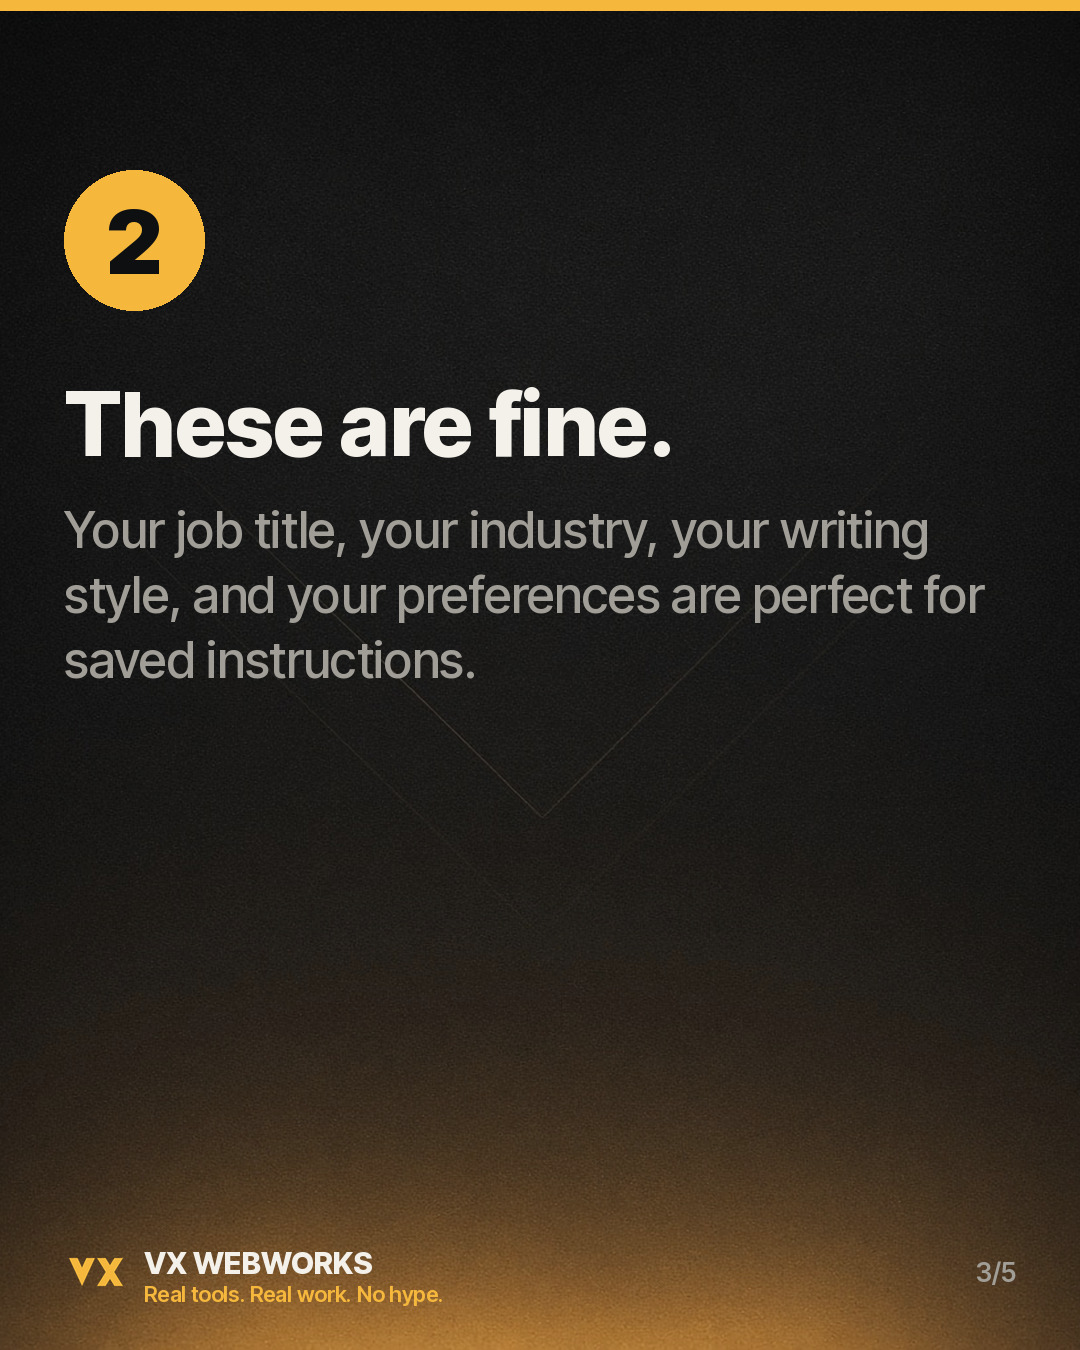 2
These are fine.
Your job title, your industry, your writing
style, and your preferences are perfect for
saved instructions.
VX
VX WEBWORKS
Real tools. Real work. No hype.
3/5